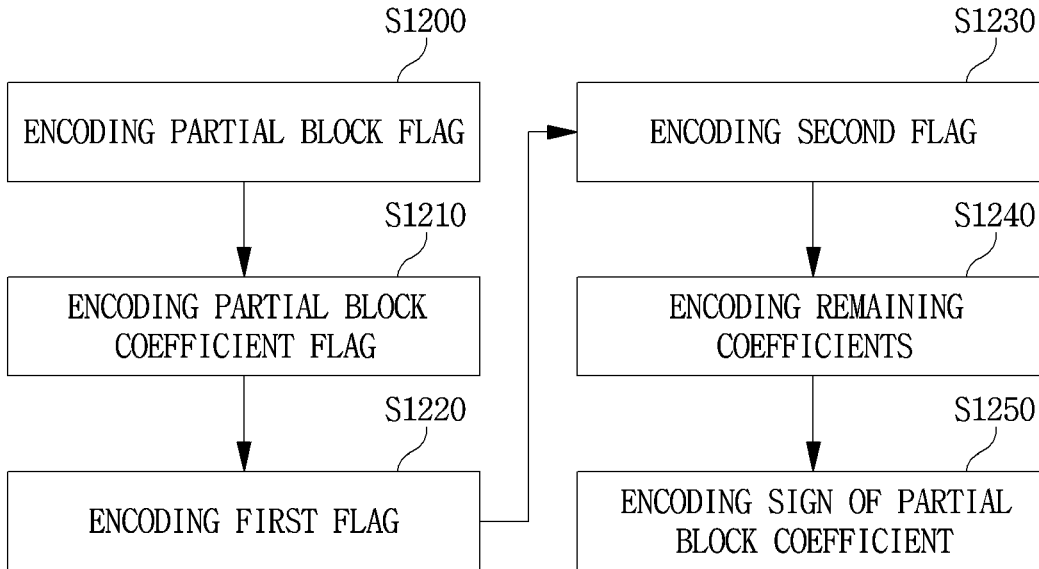 S1200
ENCODING PARTIAL BLOCK FLAG
S1210
ENCODING PARTIAL BLOCK
COEFFICIENT FLAG
S1220
ENCODING FIRST FLAG
S1230
ENCODING SECOND FLAG
S1240
ENCODING REMAINING
COEFFICIENTS
S1250
ENCODING SIGN OF PARTIAL
BLOCK COEFFICIENT